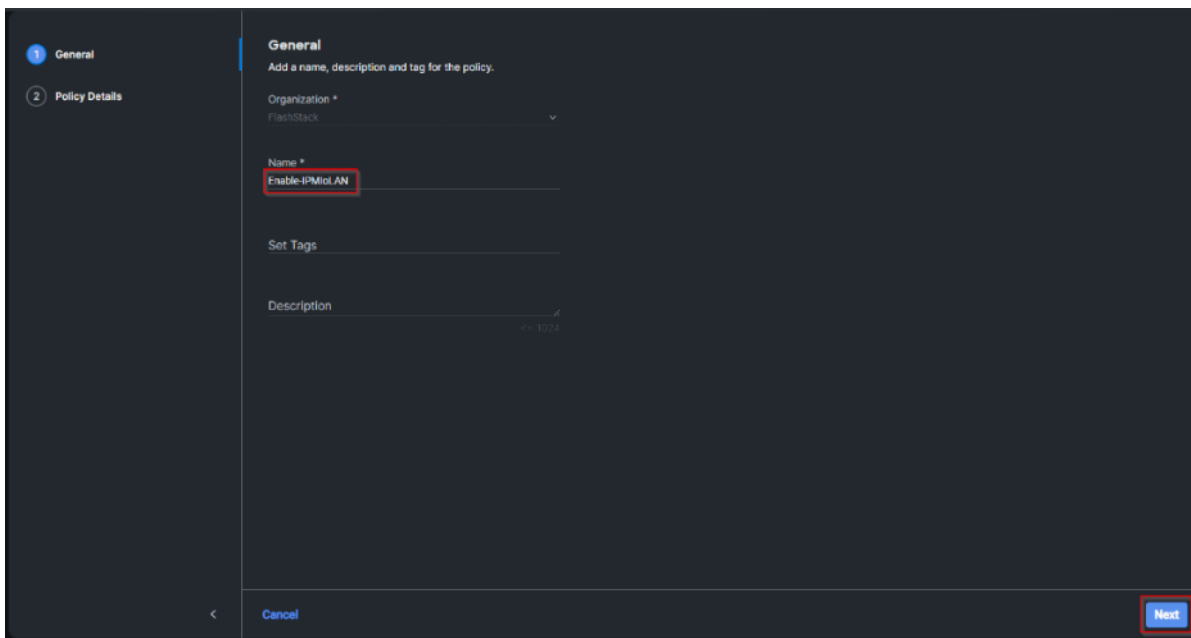 1 General
2 Policy Details
General
Add a name, description and tag for the policy.
Organization *
FlashStack
Name *
Enable-IPMIoLAN
Set Tags
Description
<= 1024
<
Cancel
Next